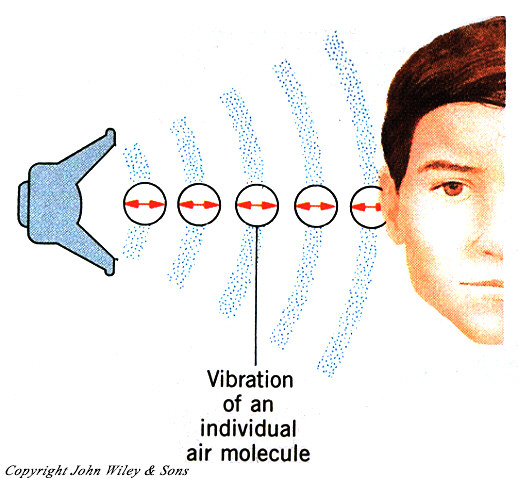 Vibration
of an
individual
air molecule
Copyright John Wiley & Sons